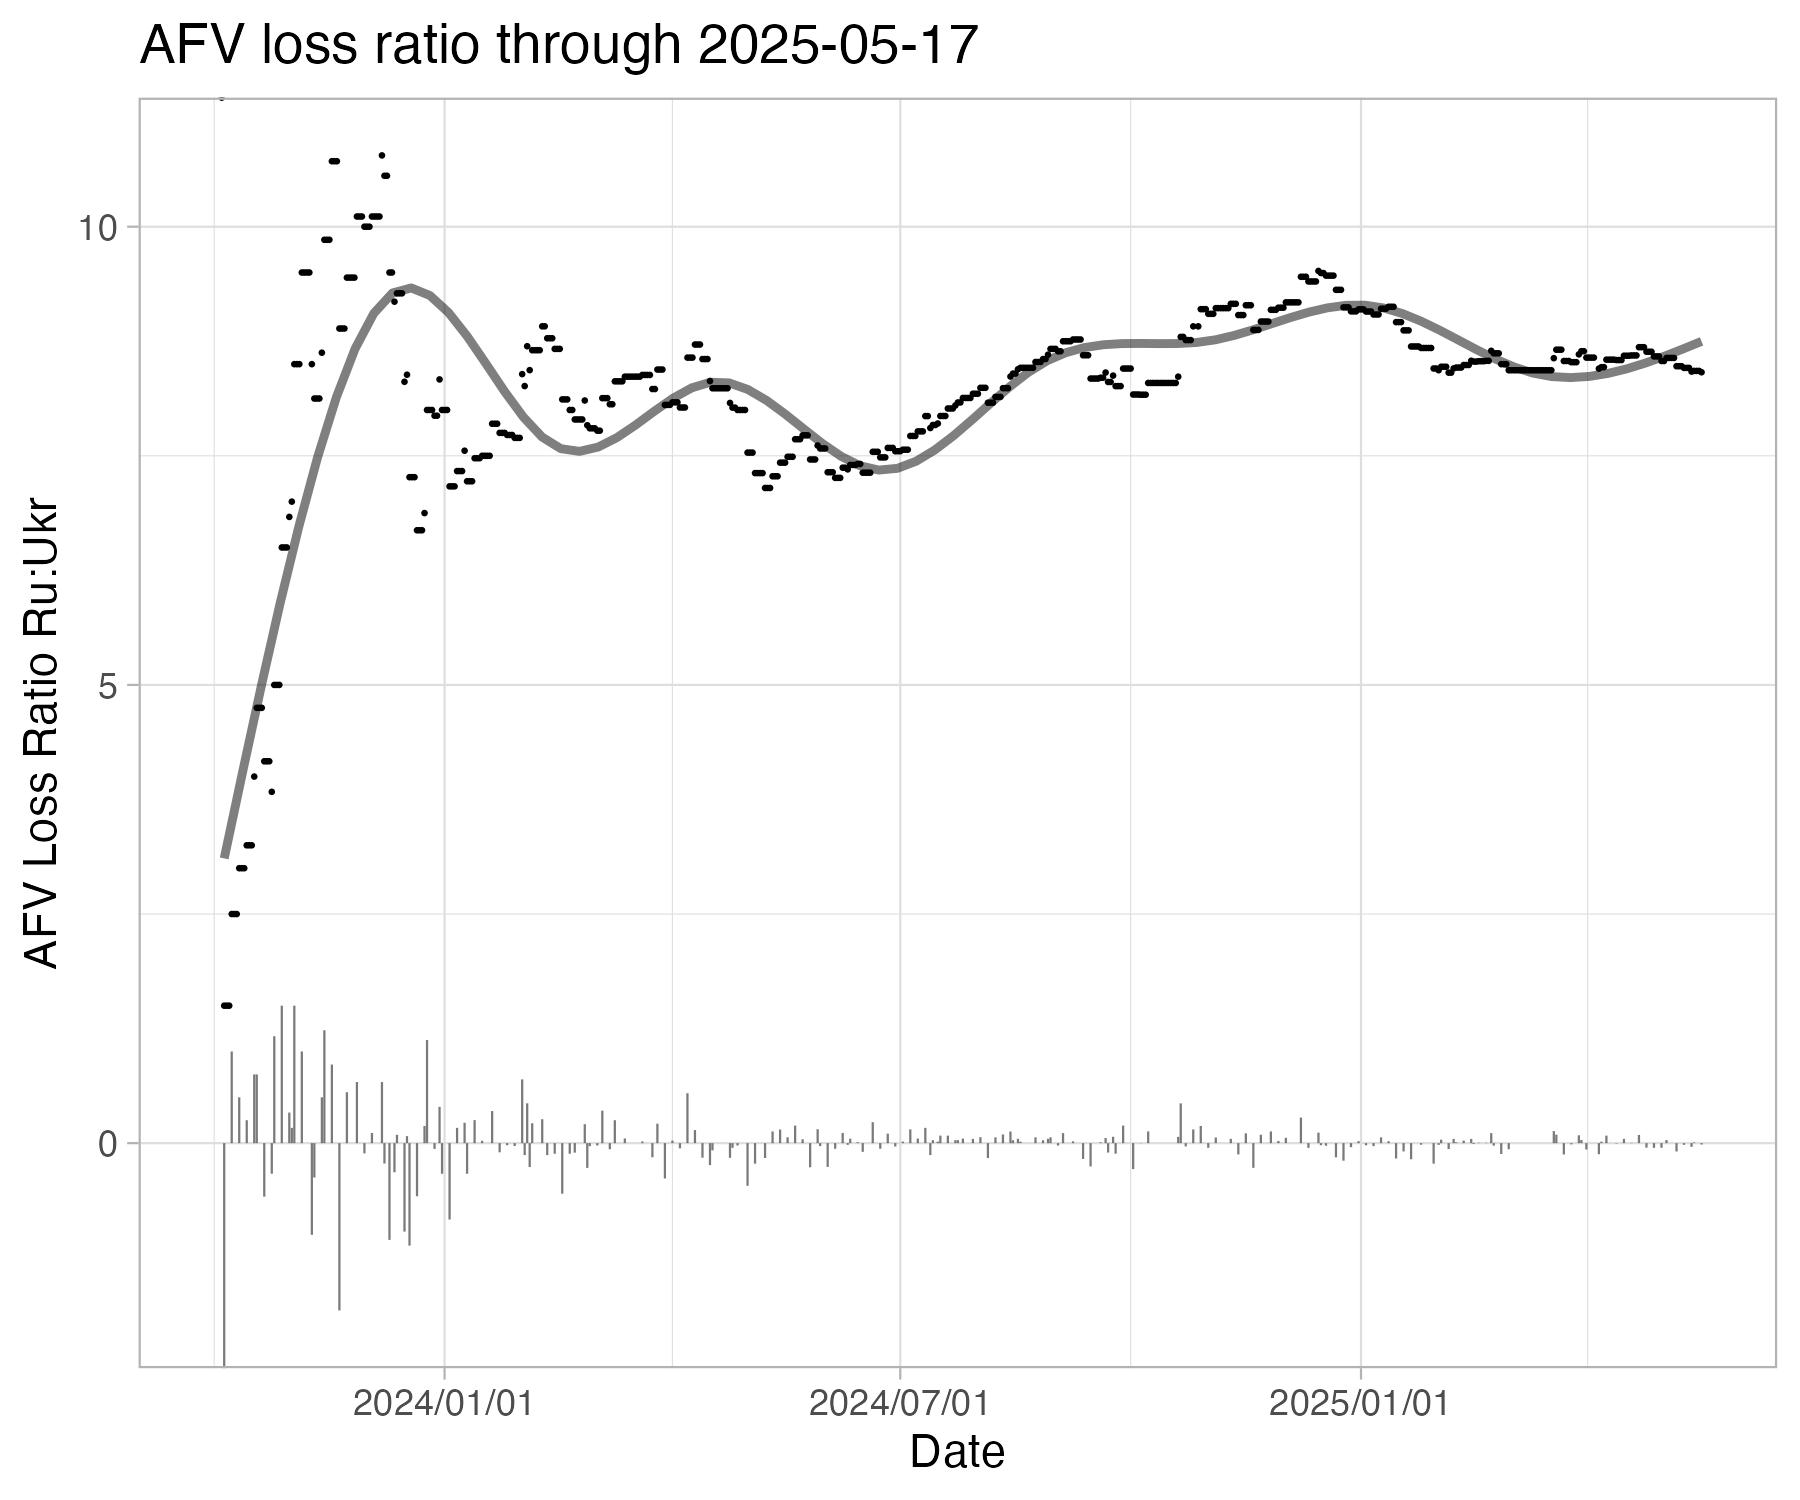 AFV loss ratio through 2025-05-17
AFV Loss Ratio Ru:Ukr
10
5
0
2024/01/01
2024/07/01
2025/01/01
Date